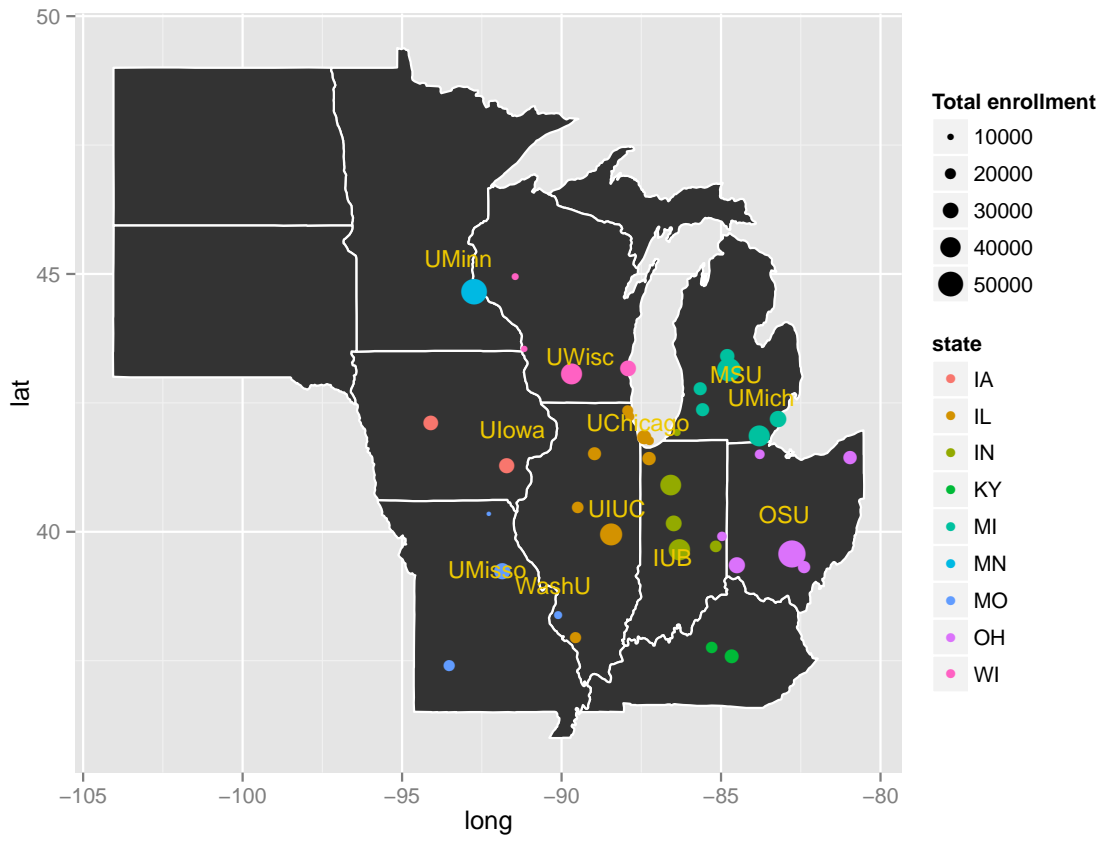 50
45
40
lat
−105
−100
−95
−90
−85
−80
long
UMinn
UWisc
MSU
UMich
UChicago
UIowa
UIUC
OSU
IUB
UMisso
WashU
Total enrollment
10000
20000
30000
40000
50000
state
IA
IL
IN
KY
MI
MN
MO
OH
WI